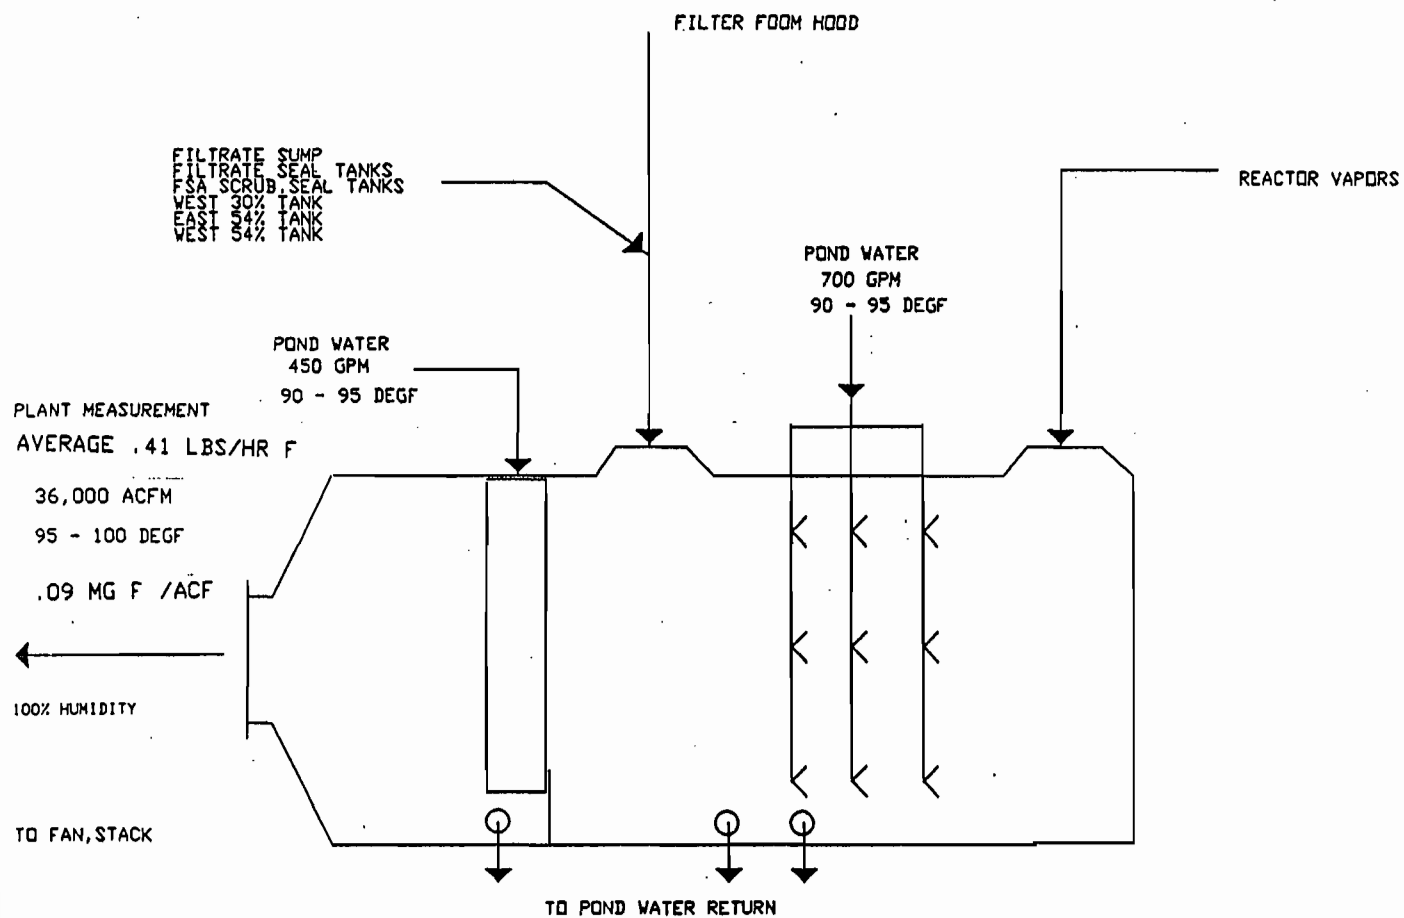 FILTER FOOM HOOD
FILTRATE SUMP
FILTRATE SEAL TANKS
FSA SCRUB,SEAL TANKS
WEST 30% TANK
EAST 54% TANK
WEST 54% TANK
REACTOR VAPORS
POND WATER
700 GPM
90 - 95 DEGF
POND WATER
450 GPM
90 - 95 DEGF
PLANT MEASUREMENT
AVERAGE .41 LBS/HR F
36,000 ACFM
95 - 100 DEGF
.09 MG F /ACF
100% HUMIDITY
TO FAN,STACK
TO POND WATER RETURN